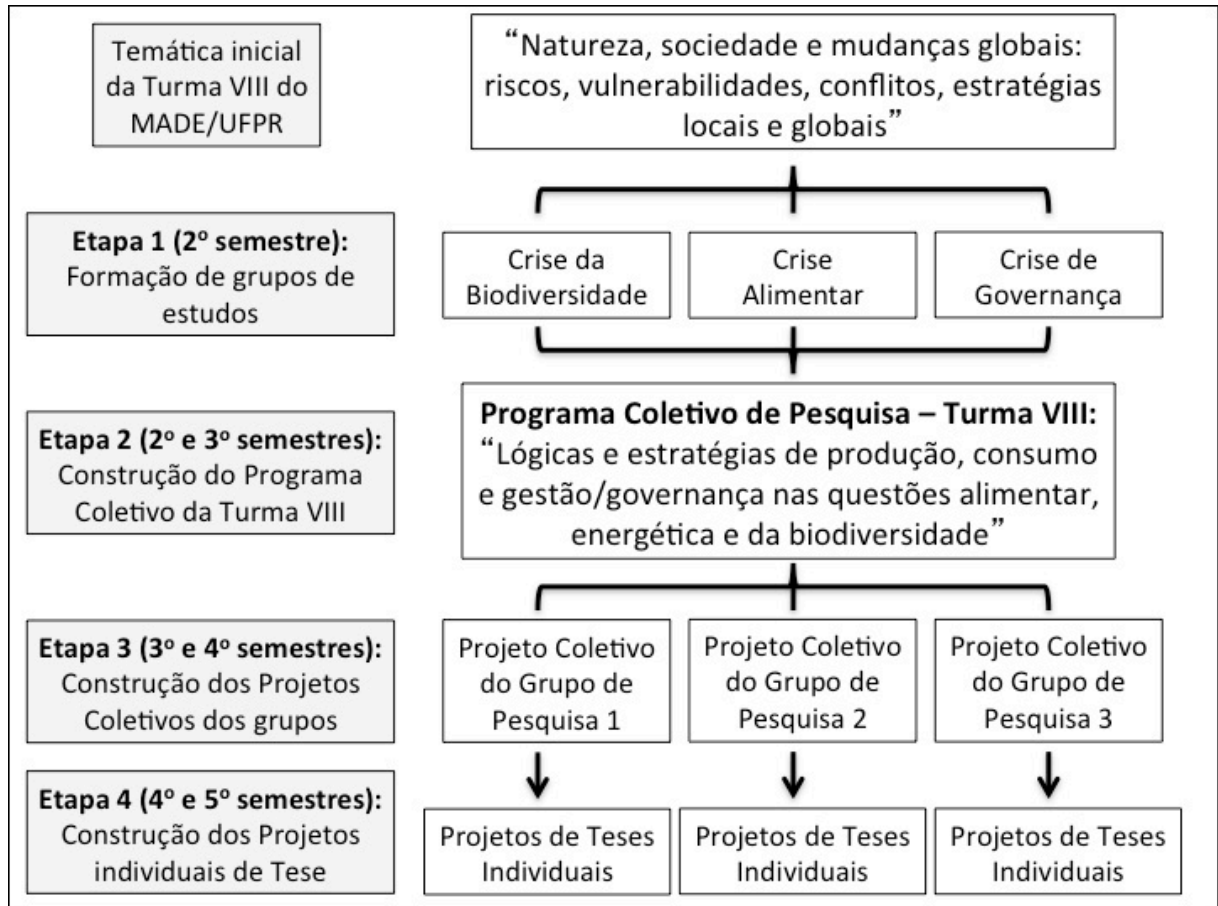 Temática inicial
da Turma VIII do
MADE/UFPR
“Natureza, sociedade e mudanças globais:
riscos, vulnerabilidades, conflitos, estratégias
locais e globais”
Etapa 1 (2º semestre):
Formação de grupos de
estudos
Crise da
Biodiversidade
Crise
Alimentar
Crise de
Governança
Etapa 2 (2º e 3º semestres):
Construção do Programa
Coletivo da Turma VIII
Programa Coletivo de Pesquisa – Turma VIII:
“Lógicas e estratégias de produção, consumo
e gestão/governança nas questões alimentar,
energética e da biodiversidade”
Etapa 3 (3º e 4º semestres):
Construção dos Projetos
Coletivos dos grupos
Projeto Coletivo
do Grupo de
Pesquisa 1
Projeto Coletivo
do Grupo de
Pesquisa 2
Projeto Coletivo
do Grupo de
Pesquisa 3
Etapa 4 (4º e 5º semestres):
Construção dos Projetos
individuais de Tese
Projetos de Teses
Individuais
Projetos de Teses
Individuais
Projetos de Teses
Individuais